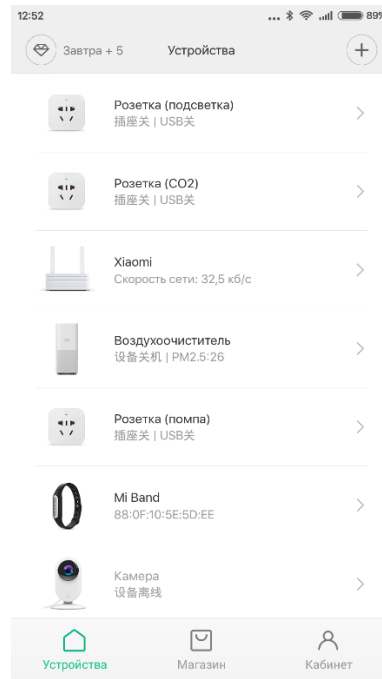 12:52
... 89%
Завтра + 5
Устройства
Розетка (подсветка)
插座关 | USB关
Розетка (CO2)
插座关 | USB关
Xiaomi
Скорость сети: 32,5 кб/с
Воздухоочиститель
设备关机 | PM2.5:26
Розетка (помпа)
插座关 | USB关
Mi Band
88:0F:10:5E:5D:EE
Камера
设备离线
Устройства
Магазин
Кабинет